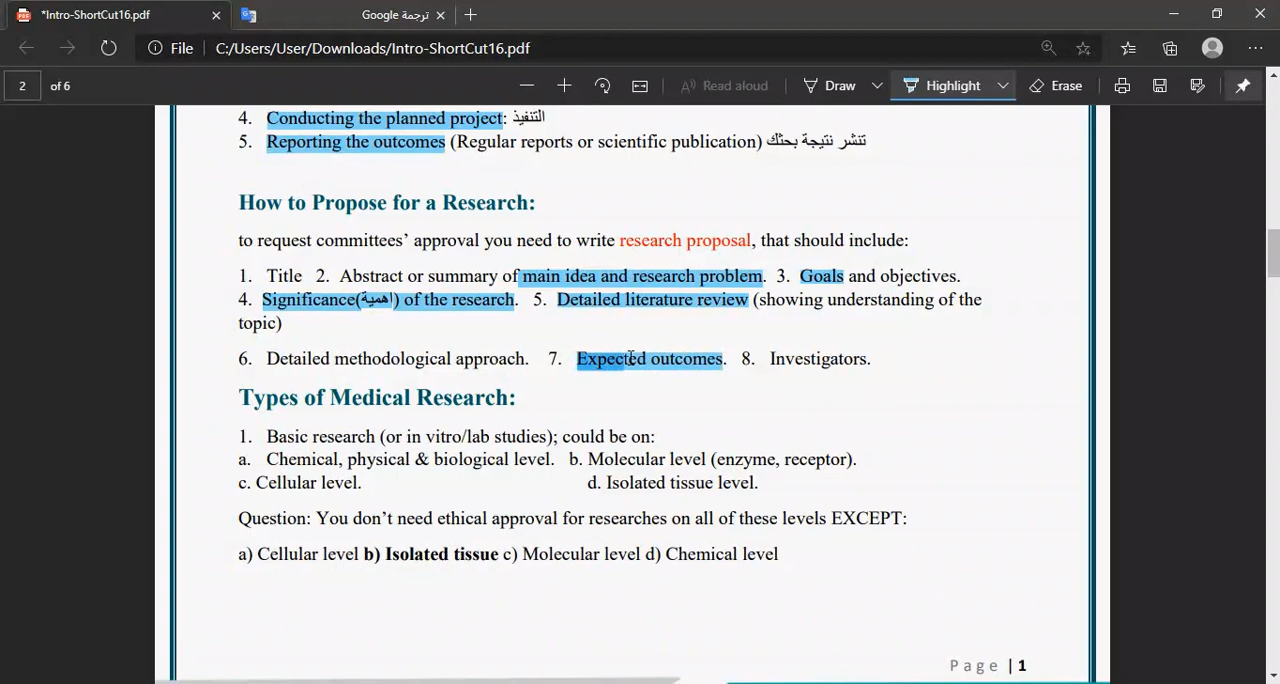 *Intro-ShortCut16.pdf
ترجمة Google
File C:/Users/User/Downloads/Intro-ShortCut16.pdf
2 of 6
Read aloud Draw Highlight Erase
4. Conducting the planned project: التنفيذ
5. Reporting the outcomes (Regular reports or scientific publication) تنشر نتيجة بحثك
How to Propose for a Research:
to request committees’ approval you need to write research proposal, that should include:
1. Title 2. Abstract or summary of main idea and research problem. 3. Goals and objectives.
4. Significance(اهمية) of the research. 5. Detailed literature review (showing understanding of the
topic)
6. Detailed methodological approach. 7. Expected outcomes. 8. Investigators.
Types of Medical Research:
1. Basic research (or in vitro/lab studies); could be on:
a. Chemical, physical & biological level. b. Molecular level (enzyme, receptor).
c. Cellular level. d. Isolated tissue level.
Question: You don’t need ethical approval for researches on all of these levels EXCEPT:
a) Cellular level b) Isolated tissue c) Molecular level d) Chemical level
Page | 1